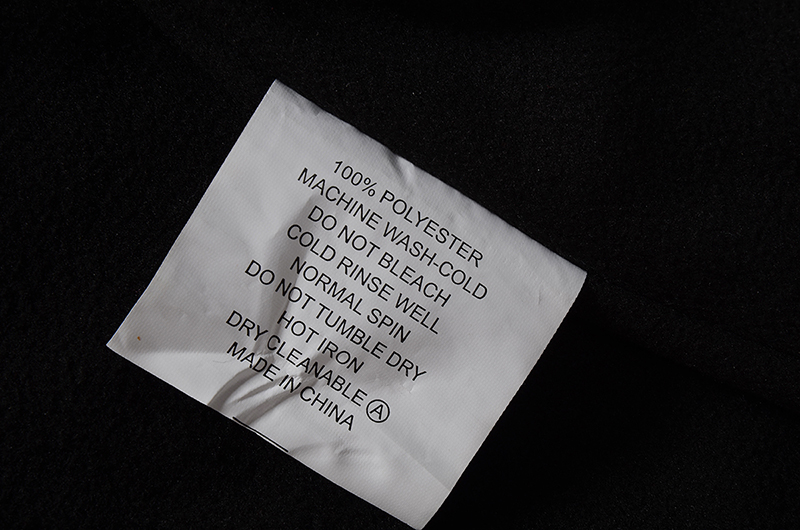 100% POLYESTER
MACHINE WASH-COLD
DO NOT BLEACH
COLD RINSE WELL
NORMAL SPIN
DO NOT TUMBLE DRY
HOT IRON
DRY CLEANABLE Ⓐ
MADE IN CHINA